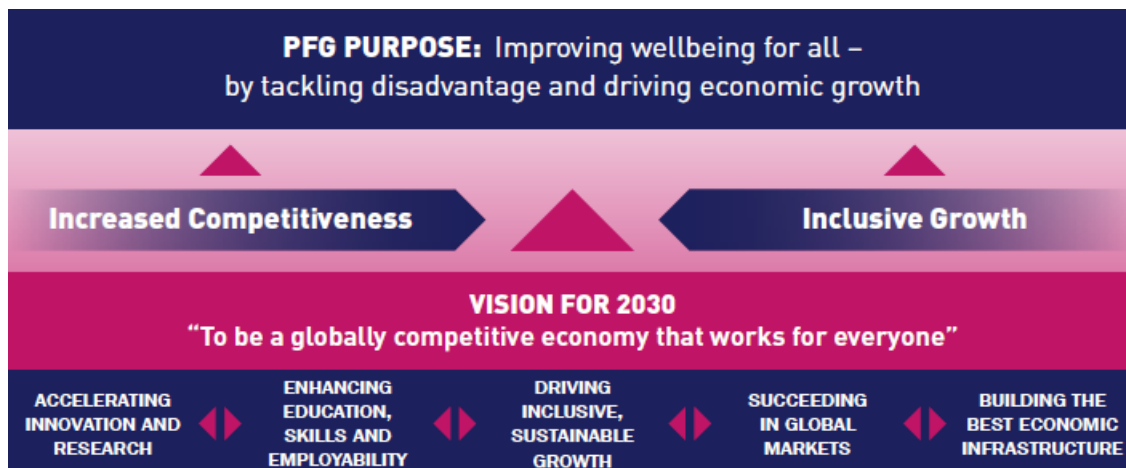 PFG PURPOSE: Improving wellbeing for all –
by tackling disadvantage and driving economic growth
Increased Competitiveness
Inclusive Growth
VISION FOR 2030
“To be a globally competitive economy that works for everyone”
ACCELERATING
INNOVATION AND
RESEARCH
ENHANCING
EDUCATION,
SKILLS AND
EMPLOYABILITY
DRIVING
INCLUSIVE,
SUSTAINABLE
GROWTH
SUCCEEDING
IN GLOBAL
MARKETS
BUILDING THE
BEST ECONOMIC
INFRASTRUCTURE